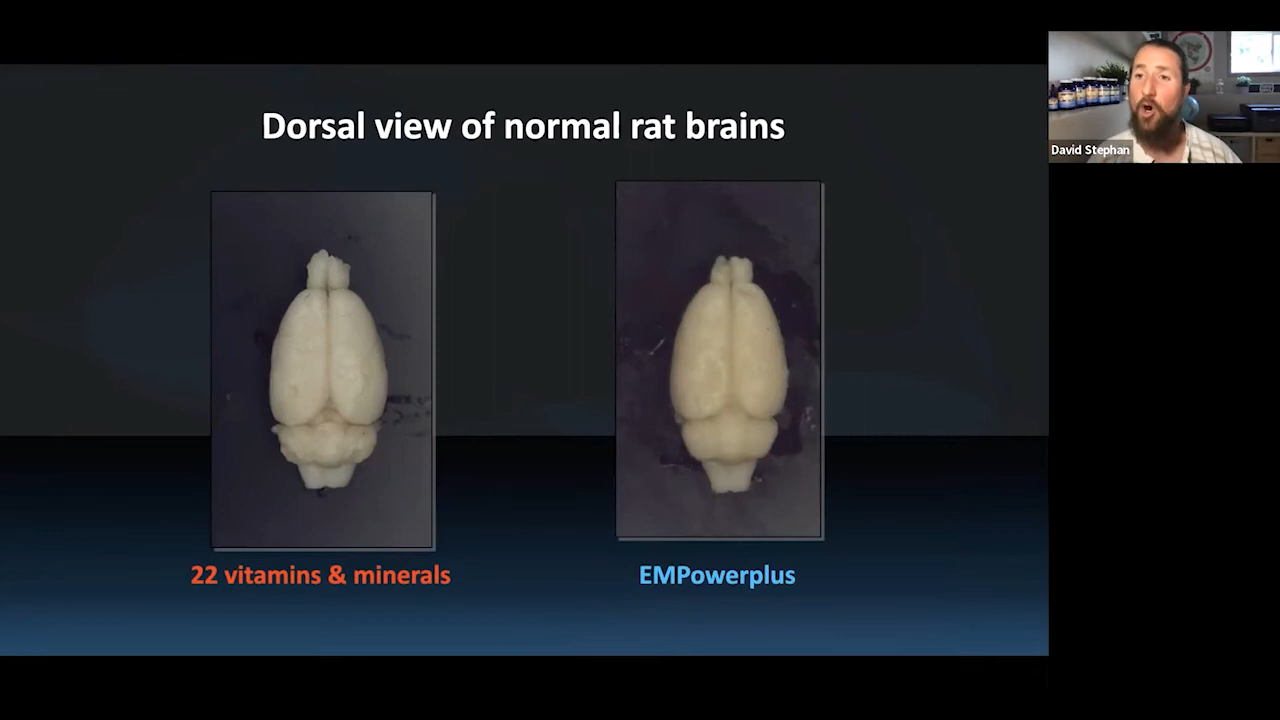 Dorsal view of normal rat brains
David Stephan
22 vitamins & minerals
EMPowerplus